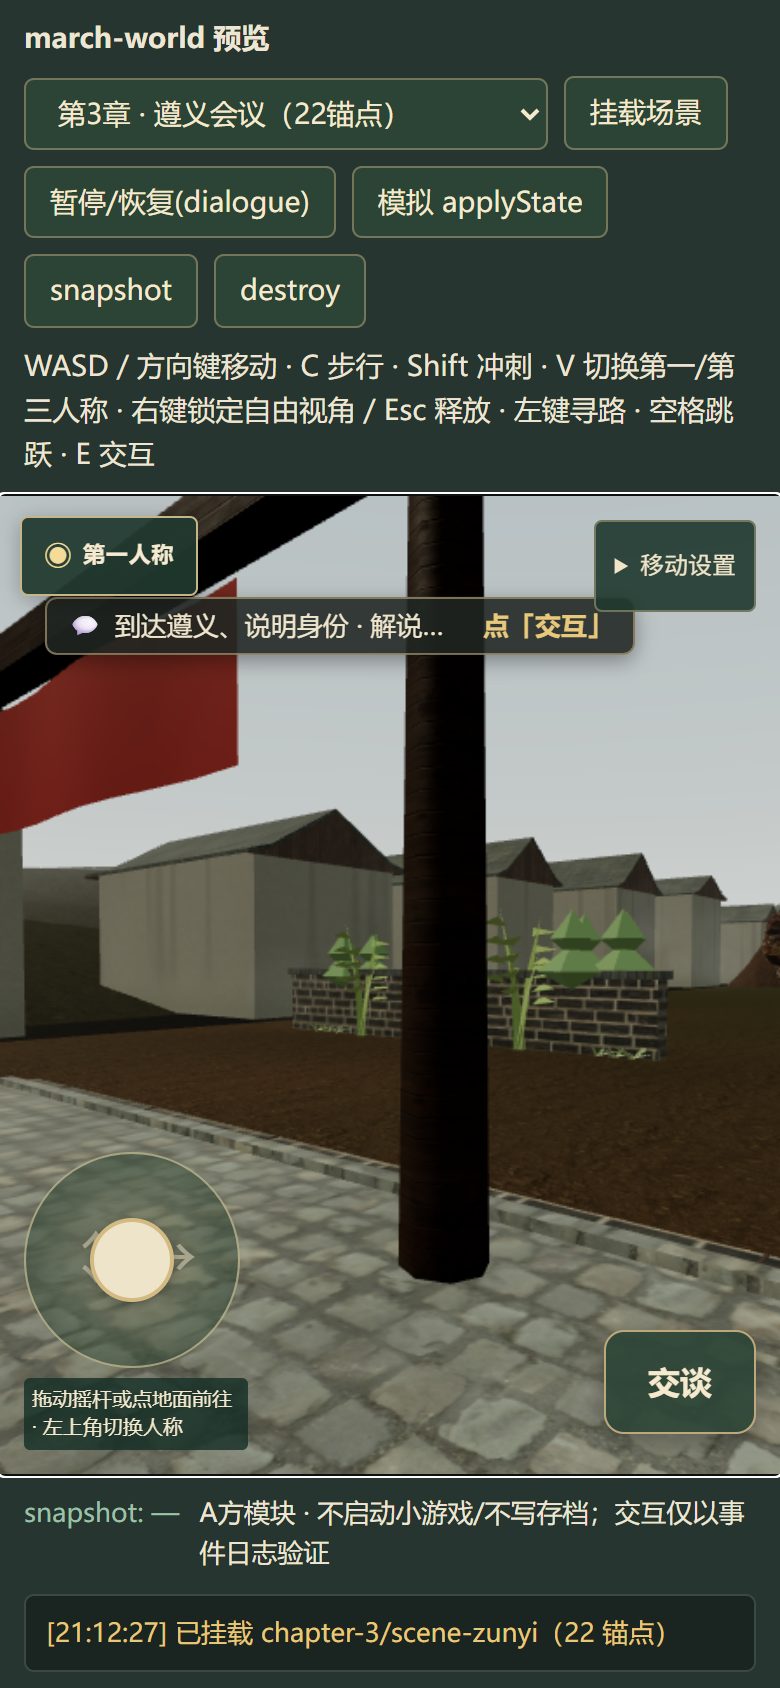 march-world 预览
第3章 · 遵义会议（22锚点）
挂载场景
暂停/恢复(dialogue)
模拟 applyState
snapshot
destroy
WASD / 方向键移动 · C 步行 · Shift 冲刺 · V 切换第一/第
三人称 · 右键锁定自由视角 / Esc 释放 · 左键寻路 · 空格跳
跃 · E 交互
第一人称
移动设置
到达遵义、说明身份 · 解说... 点「交互」
拖动摇杆或点地面前往
· 左上角切换人称
交谈
snapshot: —
A方模块 · 不启动小游戏/不写存档；交互仅以事
件日志验证
[21:12:27] 已挂载 chapter-3/scene-zunyi（22 锚点）